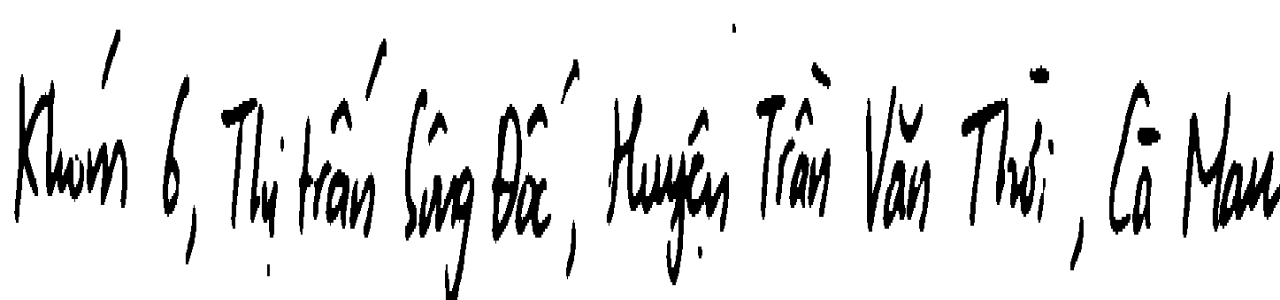 Khóm 6, Thị trấn Sông Đốc, Huyện Trần Văn Thời, Cà Mau